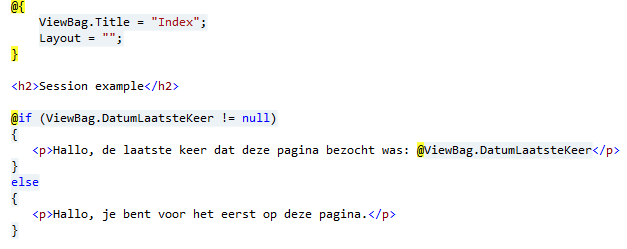 @{
    ViewBag.Title = "Index";
    Layout = "";
}

<h2>Session example</h2>

@if (ViewBag.DatumLaatsteKeer != null)
{
   <p>Hallo, de laatste keer dat deze pagina bezocht was: @ViewBag.DatumLaatsteKeer</p>
}
else
{
   <p>Hallo, je bent voor het eerst op deze pagina.</p>
}